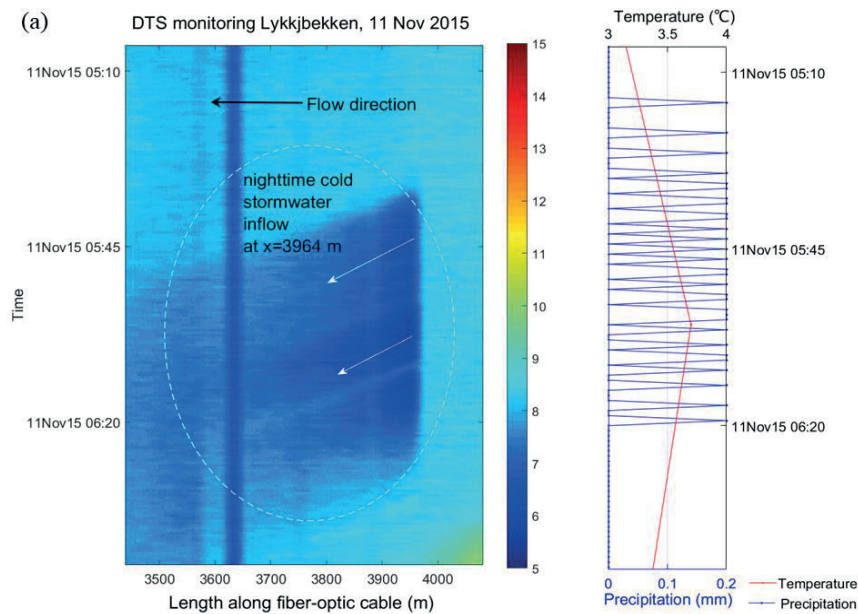 (a)
DTS monitoring Lykkjbekken, 11 Nov 2015
Flow direction
nighttime cold
stormwater
inflow
at x=3964 m
Time
11Nov15 05:10
11Nov15 05:45
11Nov15 06:20
3500 3600 3700 3800 3900 4000
Length along fiber-optic cable (m)
15
14
13
12
11
10
9
8
7
6
5
Temperature (℃)
3 3.5 4
11Nov15 05:10
11Nov15 05:45
11Nov15 06:20
0 0.1 0.2
Precipitation (mm)
Temperature
Precipitation